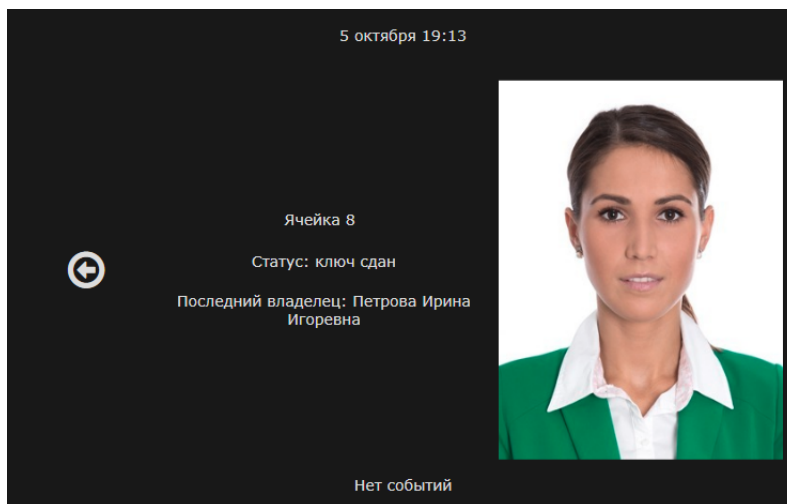 5 октября 19:13
Ячейка 8
Статус: ключ сдан
Последний владелец: Петрова Ирина
Игоревна
Нет событий